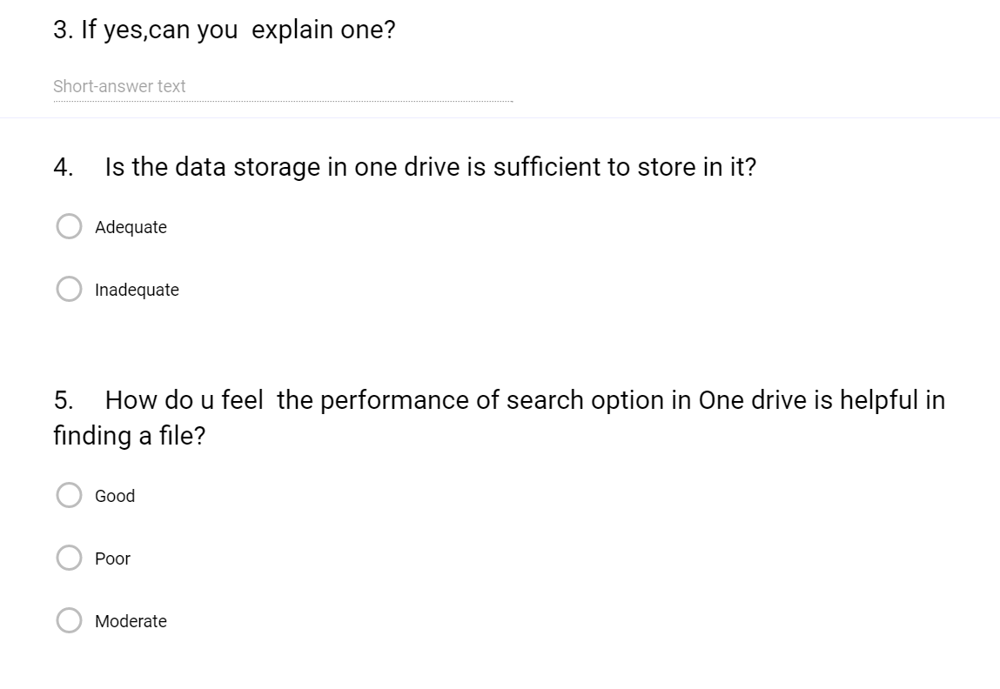 3. If yes,can you  explain one?
Short-answer text
4.    Is the data storage in one drive is sufficient to store in it?
Adequate
Inadequate
5.    How do u feel  the performance of search option in One drive is helpful in
finding a file?
Good
Poor
Moderate